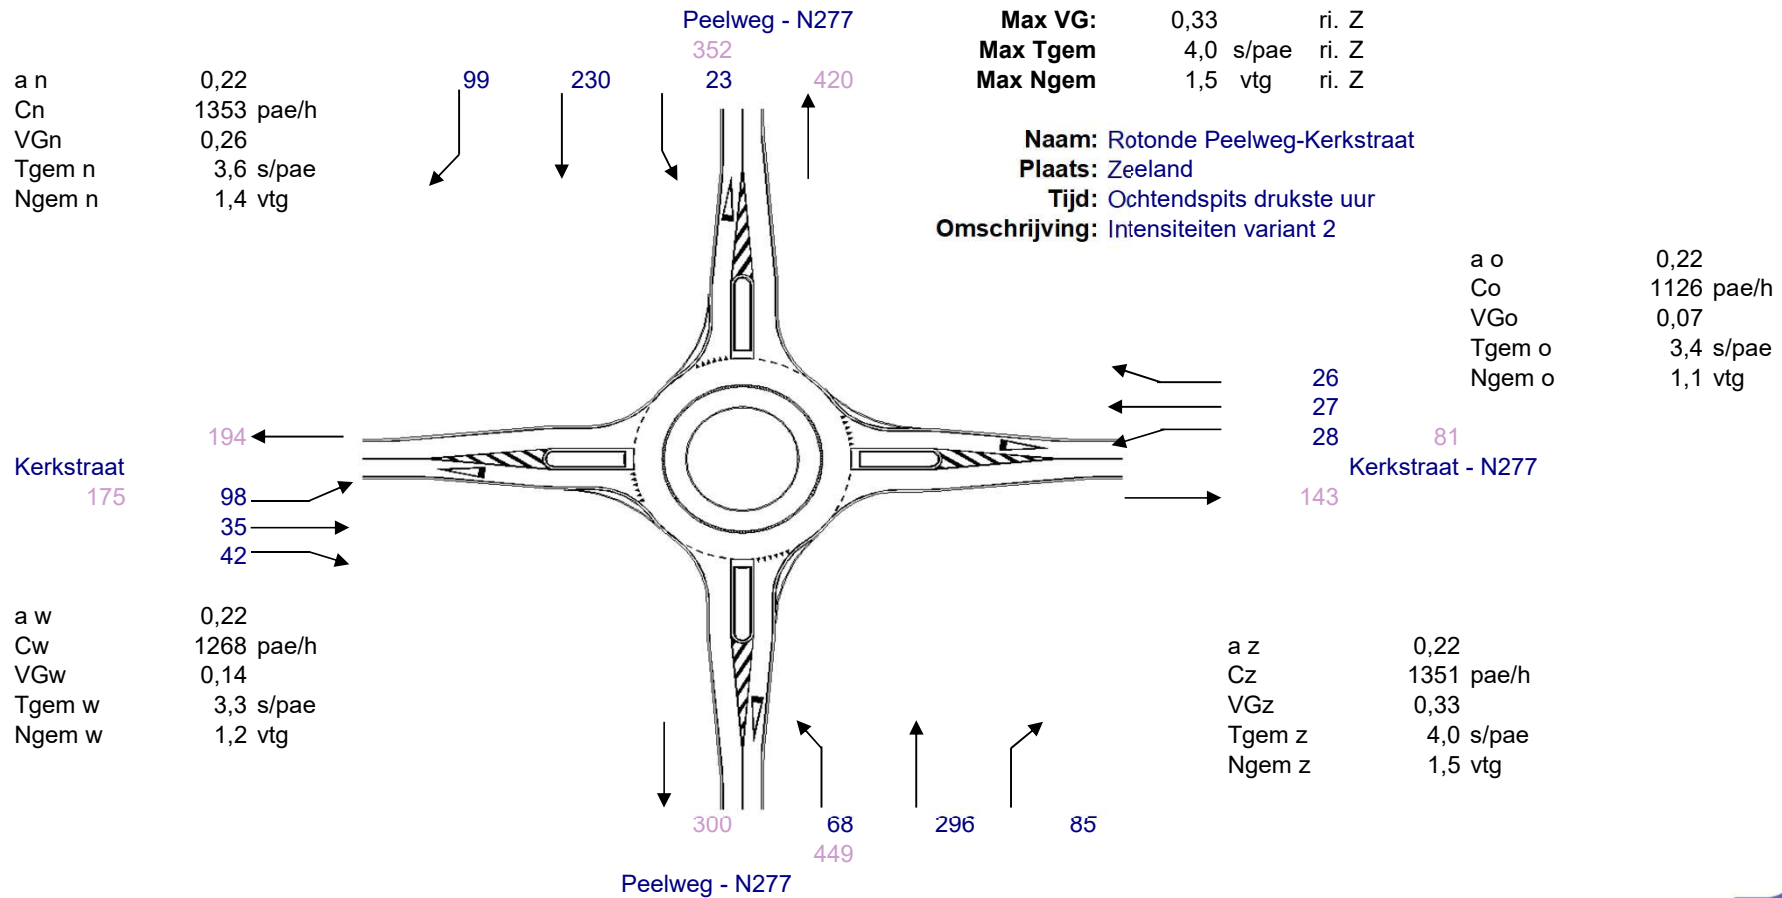 Peelweg - N277
352
99 230 23 420
a n 0,22
Cn 1353 pae/h
VGn 0,26
Tgem n 3,6 s/pae
Ngem n 1,4 vtg
Max VG: 0,33 ri. Z
Max Tgem 4,0 s/pae ri. Z
Max Ngem 1,5 vtg ri. Z
Naam: Rotonde Peelweg-Kerkstraat
Plaats: Zeeland
Tijd: Ochtendspits drukste uur
Omschrijving: Intensiteiten variant 2
a o 0,22
Co 1126 pae/h
VGo 0,07
Tgem o 3,4 s/pae
Ngem o 1,1 vtg
26
27
28 81
Kerkstraat - N277
143
194
Kerkstraat
175 98
35
42
a w 0,22
Cw 1268 pae/h
VGw 0,14
Tgem w 3,3 s/pae
Ngem w 1,2 vtg
a z 0,22
Cz 1351 pae/h
VGz 0,33
Tgem z 4,0 s/pae
Ngem z 1,5 vtg
300 68 296 85
449
Peelweg - N277